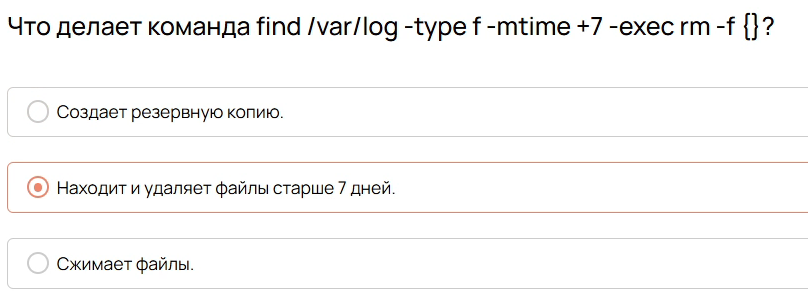 Что делает команда find /var/log -type f -mtime +7 -exec rm -f {}?
Создает резервную копию.
Находит и удаляет файлы старше 7 дней.
Сжимает файлы.